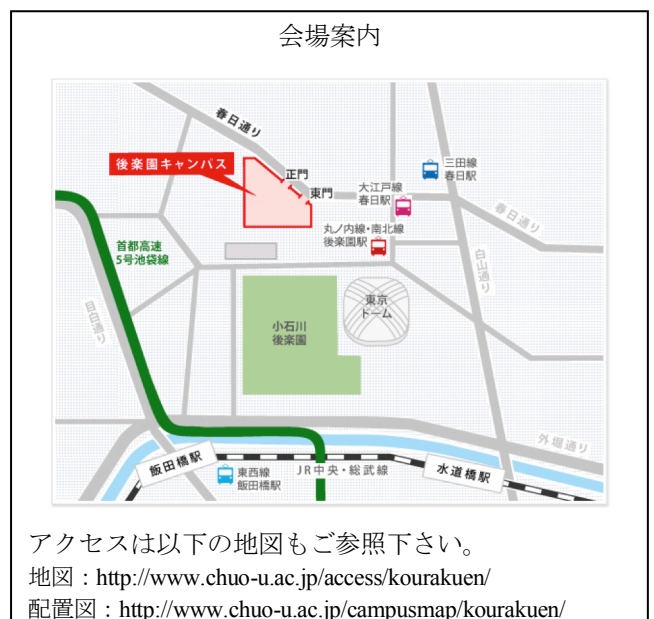 会場案内
春日通り
後楽園キャンパス
正門
東門
三田線
春日駅
大江戸線
春日駅
春日通り
丸ノ内線・南北線
後楽園駅
首都高速
5号池袋線
白山通り
目白通り
東京
ドーム
小石川
後楽園
外堀通り
飯田橋駅
東西線
飯田橋駅
JR中央・総武線
水道橋駅
アクセスは以下の地図もご参照下さい。
地図：http://www.chuo-u.ac.jp/access/kourakuen/
配置図：http://www.chuo-u.ac.jp/campusmap/kourakuen/